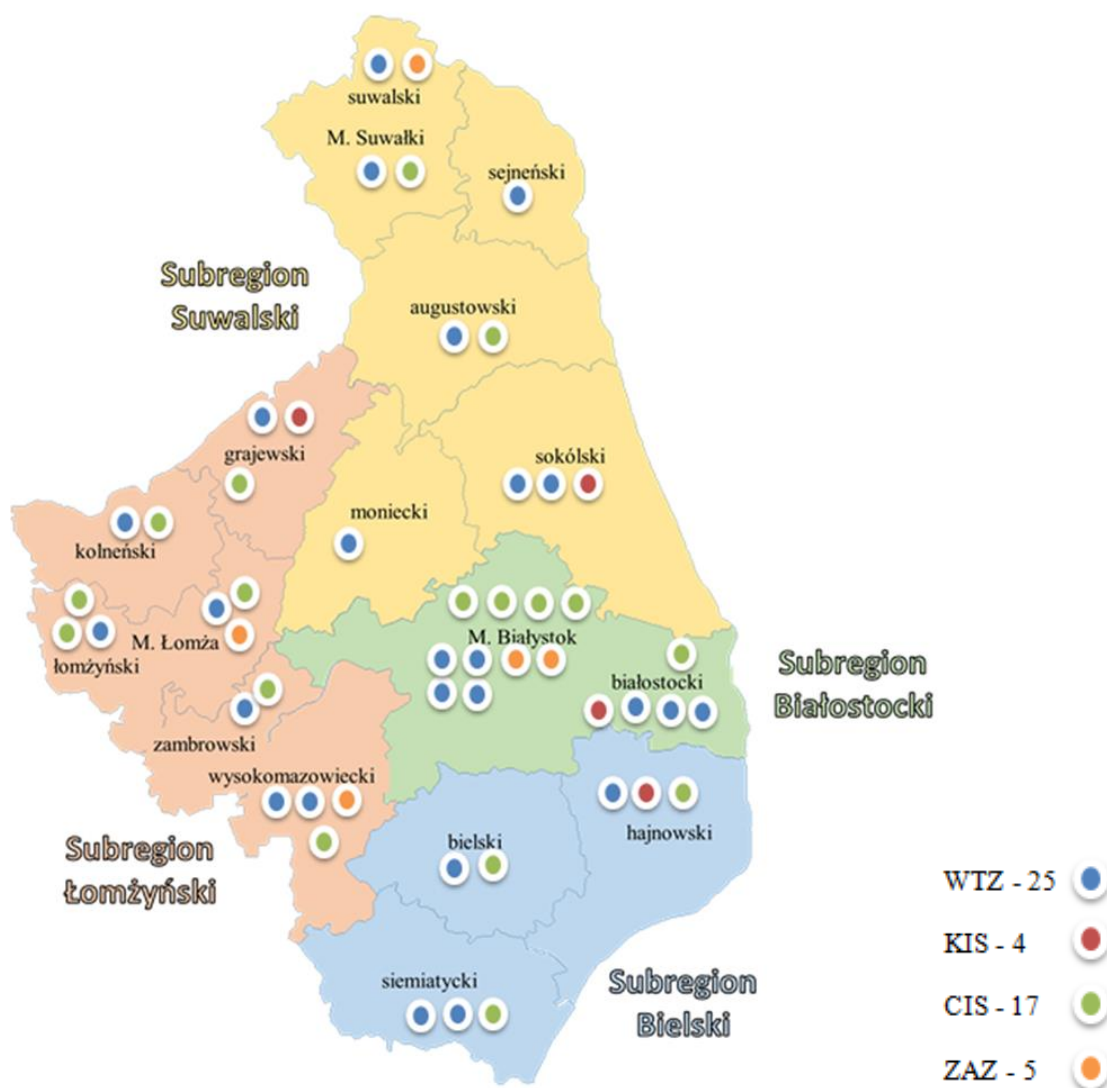 suwalski
M. Suwałki
sejneński
Subregion
Suwalski
augustowski
grajewski
sokólski
moniecki
kolneński
M. Łomża
M. Białystok
łomżyński
białostocki
Subregion
Białostocki
zambrowski
wysokomazowiecki
hajnowski
bielski
Subregion
Łomżyński
siemiatycki
Subregion
Bielski
WTZ - 25
KIS - 4
CIS - 17
ZAZ - 5